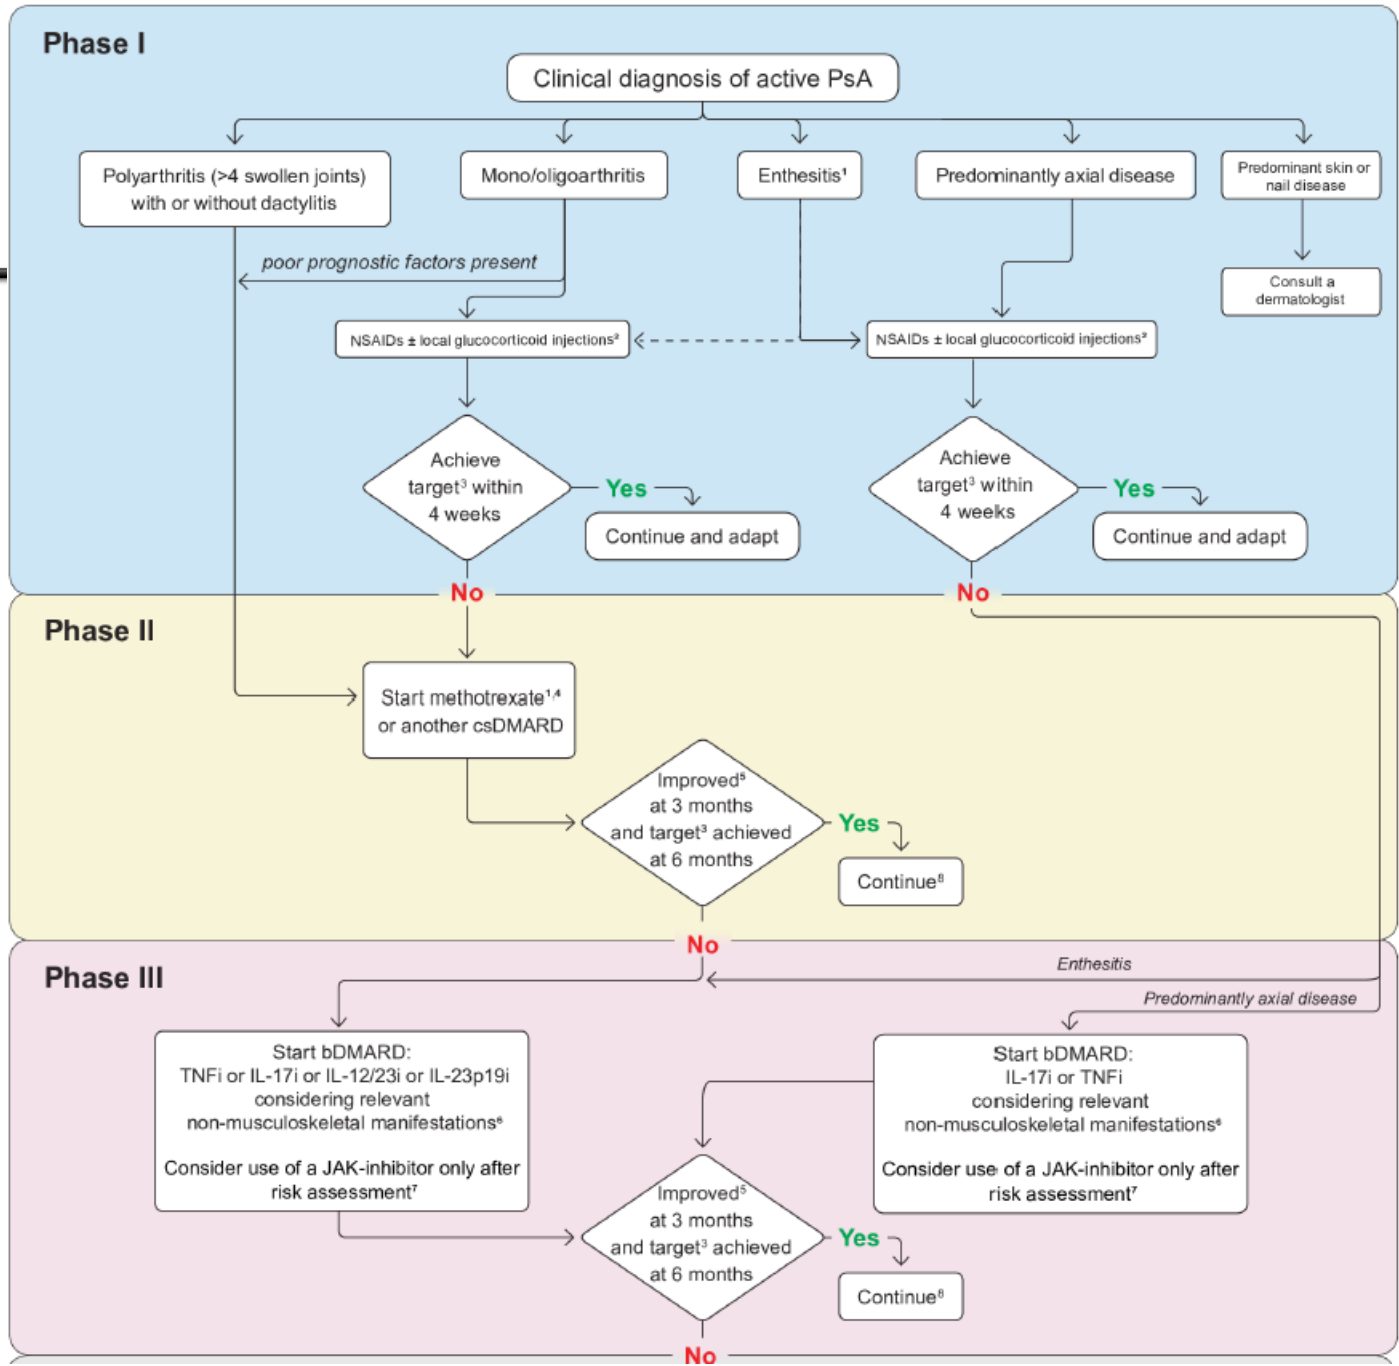 Phase I
Clinical diagnosis of active PsA
Polyarthritis (>4 swollen joints)
with or without dactylitis
Mono/oligoarthritis
Enthesitis¹
Predominantly axial disease
Predominant skin or
nail disease
poor prognostic factors present
Consult a
dermatologist
NSAIDs ± local glucocorticoid injections²
NSAIDs ± local glucocorticoid injections²
Achieve
target³ within
4 weeks
Yes
Continue and adapt
No
Achieve
target³ within
4 weeks
Yes
Continue and adapt
No
Phase II
Start methotrexate¹,⁴
or another csDMARD
Improved⁵
at 3 months
and target³ achieved
at 6 months
Yes
Continue⁸
No
Phase III
Enthesitis
Predominantly axial disease
Start bDMARD:
TNFi or IL-17i or IL-12/23i or IL-23p19i
considering relevant
non-musculoskeletal manifestations⁶
Consider use of a JAK-inhibitor only after
risk assessment⁷
Start bDMARD:
IL-17i or TNFi
considering relevant
non-musculoskeletal manifestations⁶
Consider use of a JAK-inhibitor only after
risk assessment⁷
Improved⁵
at 3 months
and target³ achieved
at 6 months
Yes
Continue⁸
No